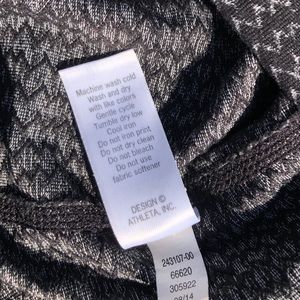 Machine wash cold
Wash and dry
with like colors
Gentle cycle
Tumble dry low
Cool iron
Do not iron print
Do not dry clean
Do not bleach
Do not use
fabric softener
DESIGN ©
ATHLETA, INC.
243107-00
66620
305922
08/14